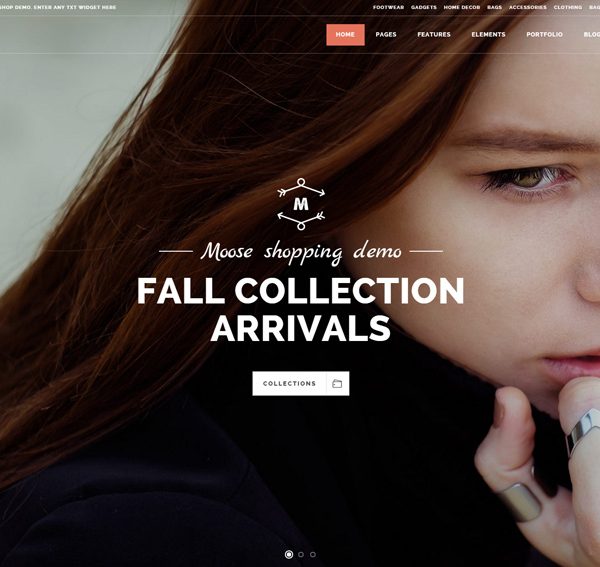 SHOP DEMO. ENTER ANY TXT WIDGET HERE
FOOTWEAR GADGETS HOME DECOR BAGS ACCESSORIES CLOTHING BAG
HOME PAGES FEATURES ELEMENTS PORTFOLIO BLOG
M
Moose shopping demo
FALL COLLECTION
ARRIVALS
COLLECTIONS